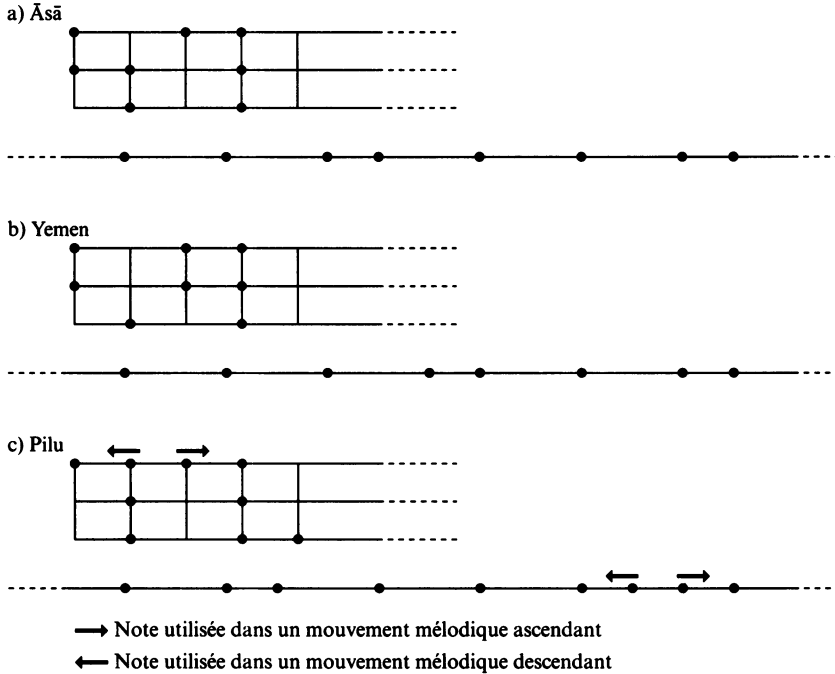 a) Āsā
b) Yemen
c) Pilu
Note utilisée dans un mouvement mélodique ascendant
Note utilisée dans un mouvement mélodique descendant